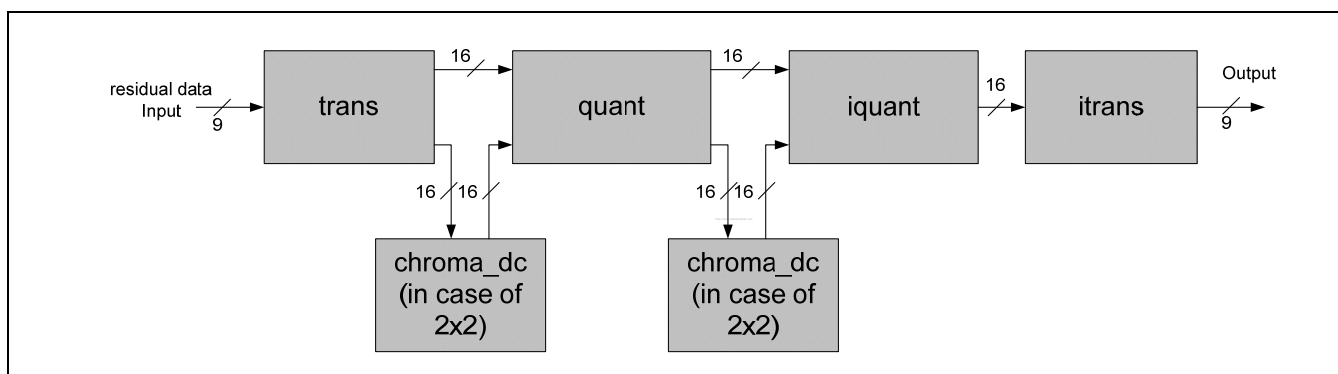 residual data
Input
9
trans
16
quant
16
iquant
16
itrans
Output
9
16
16
16
16
chroma_dc
(in case of
2x2)
chroma_dc
(in case of
2x2)